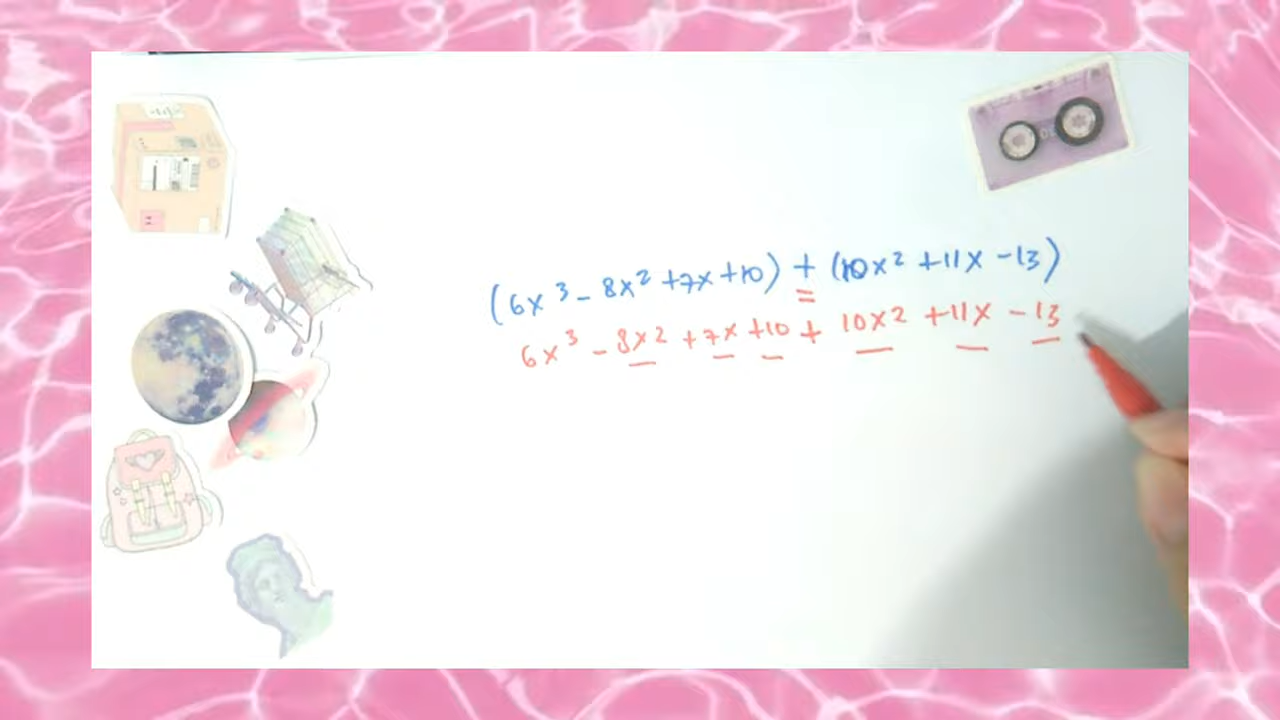 (6x³ - 8x² + 7x + 10) + (10x² + 11x - 13)
6x³ - 8x2 + 7x + 10 + 10x2 + 11x - 13